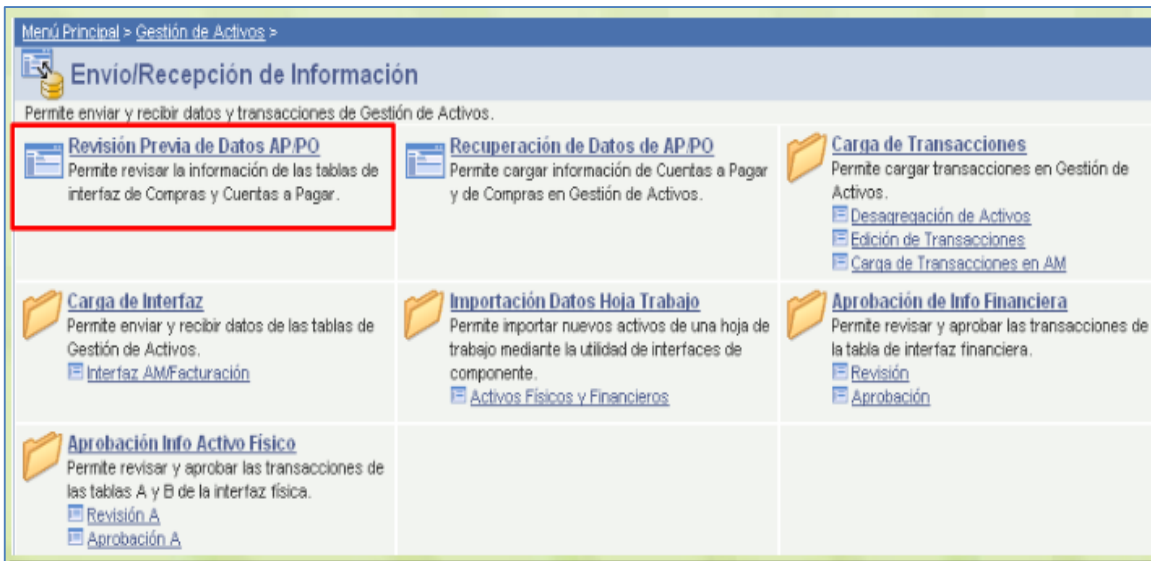 Menú Principal > Gestión de Activos >
Envío/Recepción de Información
Permite enviar y recibir datos y transacciones de Gestión de Activos.
Revisión Previa de Datos AP/PO
Permite revisar la información de las tablas de
interfaz de Compras y Cuentas a Pagar.
Recuperación de Datos de AP/PO
Permite cargar información de Cuentas a Pagar
y de Compras en Gestión de Activos.
Carga de Transacciones
Permite cargar transacciones en Gestión de
Activos.
Desagregación de Activos
Edición de Transacciones
Carga de Transacciones en AM
Carga de Interfaz
Permite enviar y recibir datos de las tablas de
Gestión de Activos.
Interfaz AM/Facturación
Importación Datos Hoja Trabajo
Permite importar nuevos activos de una hoja de
trabajo mediante la utilidad de interfaces de
componente.
Activos Físicos y Financieros
Aprobación de Info Financiera
Permite revisar y aprobar las transacciones de
la tabla de interfaz financiera.
Revisión
Aprobación
Aprobación Info Activo Físico
Permite revisar y aprobar las transacciones de
las tablas A y B de la interfaz física.
Revisión A
Aprobación A